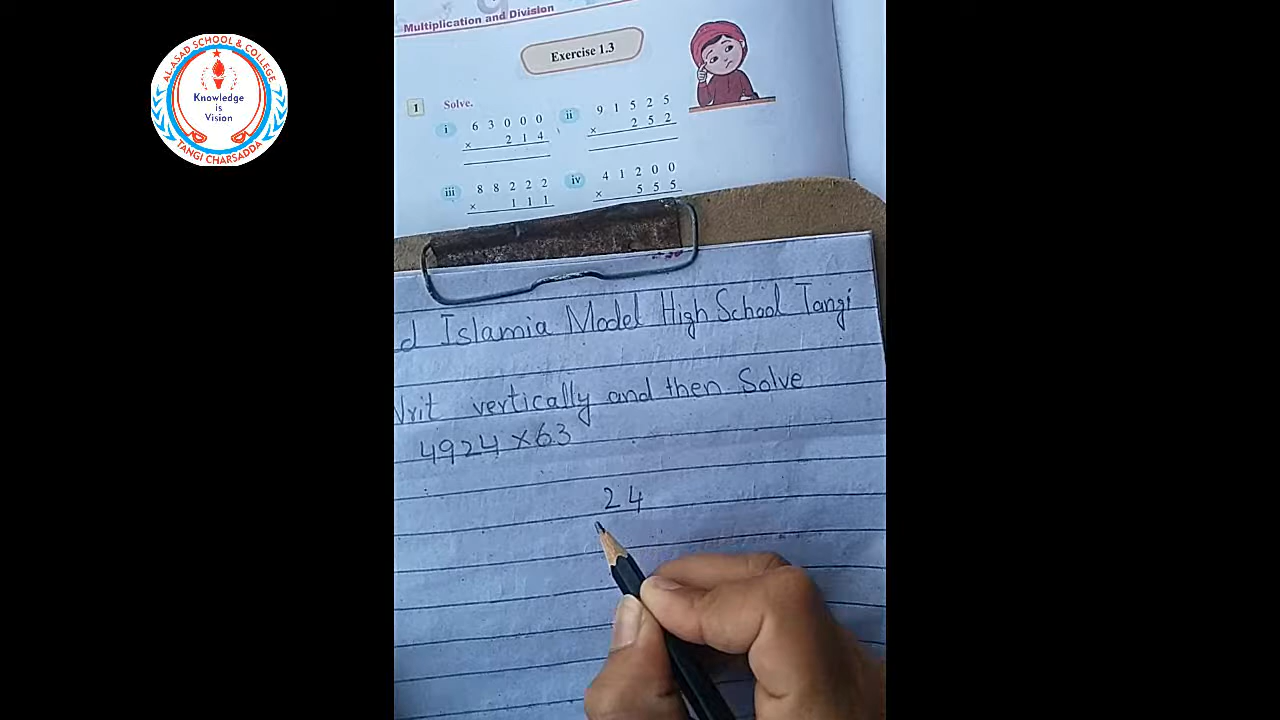 AL-ASAD SCHOOL & COLLEGE
Knowledge
is
Vision
TANGI CHARSADDA
Multiplication and Division
Exercise 1.3
1 Solve.
i 6 3 0 0 0
× 2 1 4
ii 9 1 5 2 5
× 2 5 2
iii 8 8 2 2 2
× 1 1 1
iv 4 1 2 0 0
× 5 5 5
d Islamia Model High School Tangi
Writ vertically and then Solve
4924 × 63
24